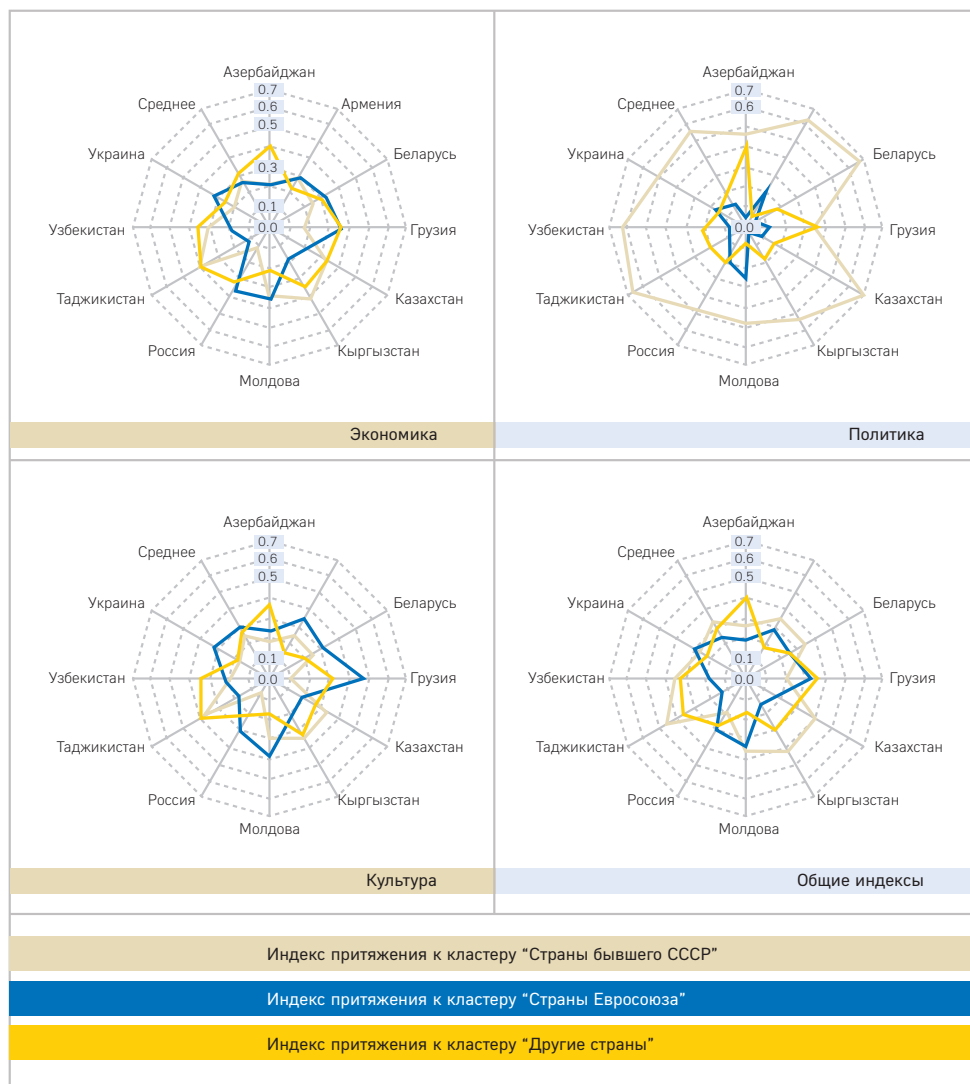 Азербайджан
0.7
Среднее
0.6
Армения
0.5
Украина
Беларусь
0.3
0.1
Узбекистан
0.0
Грузия
Таджикистан
Казахстан
Россия
Кыргызстан
Молдова
Экономика
Азербайджан
0.7
Среднее
0.6
Украина
Беларусь
Узбекистан
0.0
Грузия
Таджикистан
Казахстан
Россия
Кыргызстан
Молдова
Политика
Азербайджан
0.7
Среднее
0.6
0.5
Украина
Беларусь
0.1
Узбекистан
0.0
Грузия
Таджикистан
Казахстан
Россия
Кыргызстан
Молдова
Культура
Азербайджан
0.7
Среднее
0.6
0.5
Украина
Беларусь
0.1
Узбекистан
0.0
Грузия
Таджикистан
Казахстан
Россия
Кыргызстан
Молдова
Общие индексы
Индекс притяжения к кластеру “Страны бывшего СССР”
Индекс притяжения к кластеру “Страны Евросоюза”
Индекс притяжения к кластеру “Другие страны”